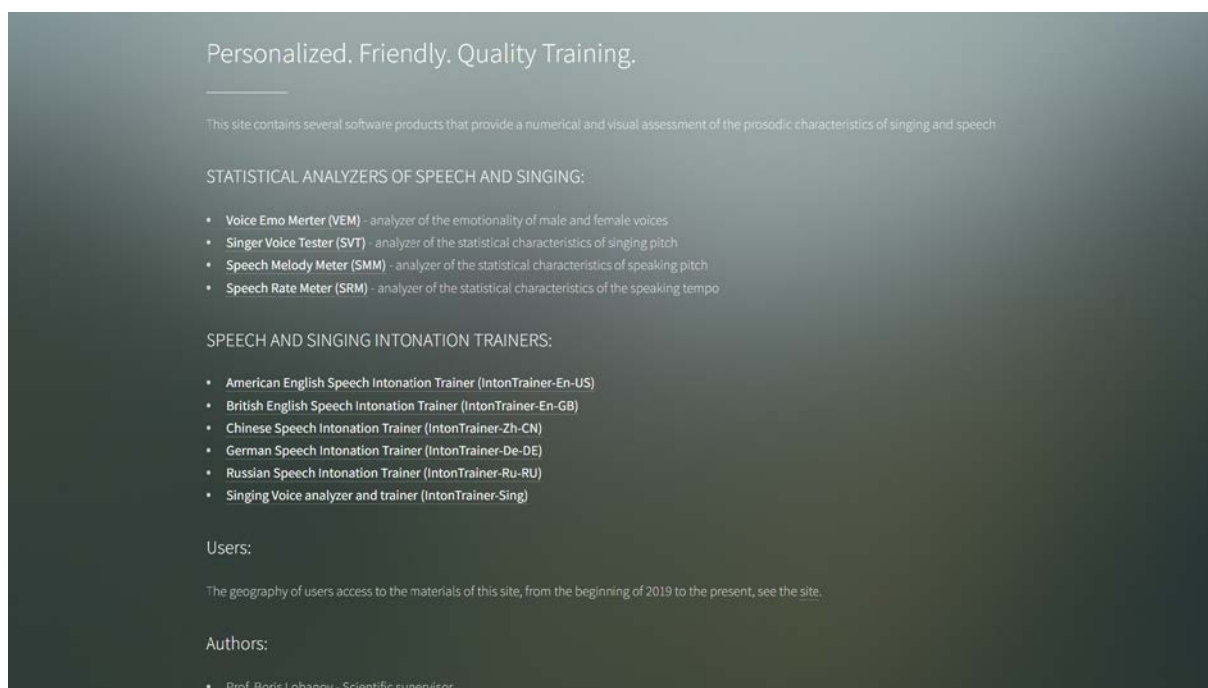 Personalized. Friendly. Quality Training.
This site contains several software products that provide a numerical and visual assessment of the prosodic characteristics of singing and speech
STATISTICAL ANALYZERS OF SPEECH AND SINGING:
• Voice Emo Merter (VEM) - analyzer of the emotionality of male and female voices
• Singer Voice Tester (SVT) - analyzer of the statistical characteristics of singing pitch
• Speech Melody Meter (SMM) - analyzer of the statistical characteristics of speaking pitch
• Speech Rate Meter (SRM) - analyzer of the statistical characteristics of the speaking tempo
SPEECH AND SINGING INTONATION TRAINERS:
• American English Speech Intonation Trainer (IntonTrainer-En-US)
• British English Speech Intonation Trainer (IntonTrainer-En-GB)
• Chinese Speech Intonation Trainer (IntonTrainer-Zh-CN)
• German Speech Intonation Trainer (IntonTrainer-De-DE)
• Russian Speech Intonation Trainer (IntonTrainer-Ru-RU)
• Singing Voice analyzer and trainer (IntonTrainer-Sing)
Users:
The geography of users access to the materials of this site, from the beginning of 2019 to the present, see the site.
Authors:
• Prof. Boris Lobanov - Scientific supervisor